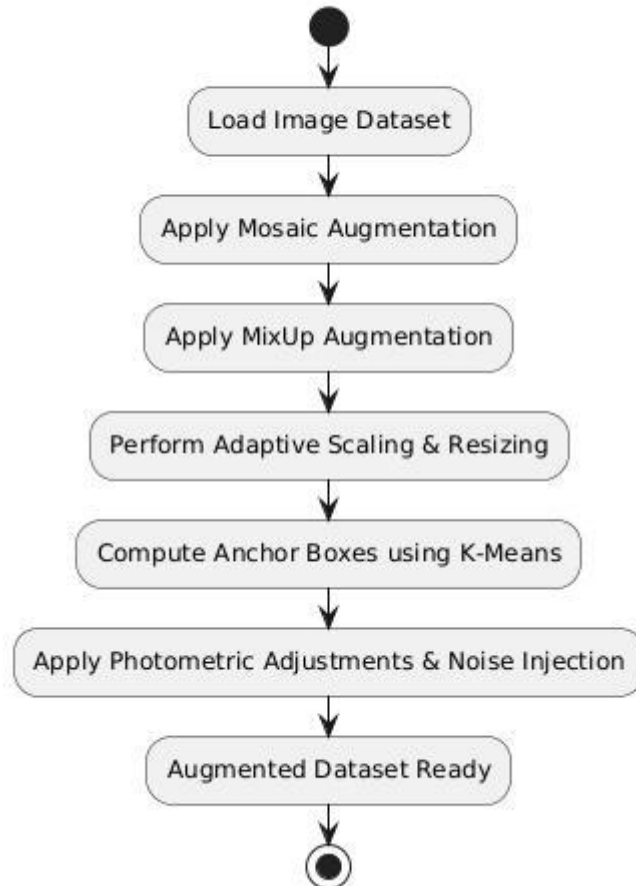 Load Image Dataset
Apply Mosaic Augmentation
Apply MixUp Augmentation
Perform Adaptive Scaling & Resizing
Compute Anchor Boxes using K-Means
Apply Photometric Adjustments & Noise Injection
Augmented Dataset Ready